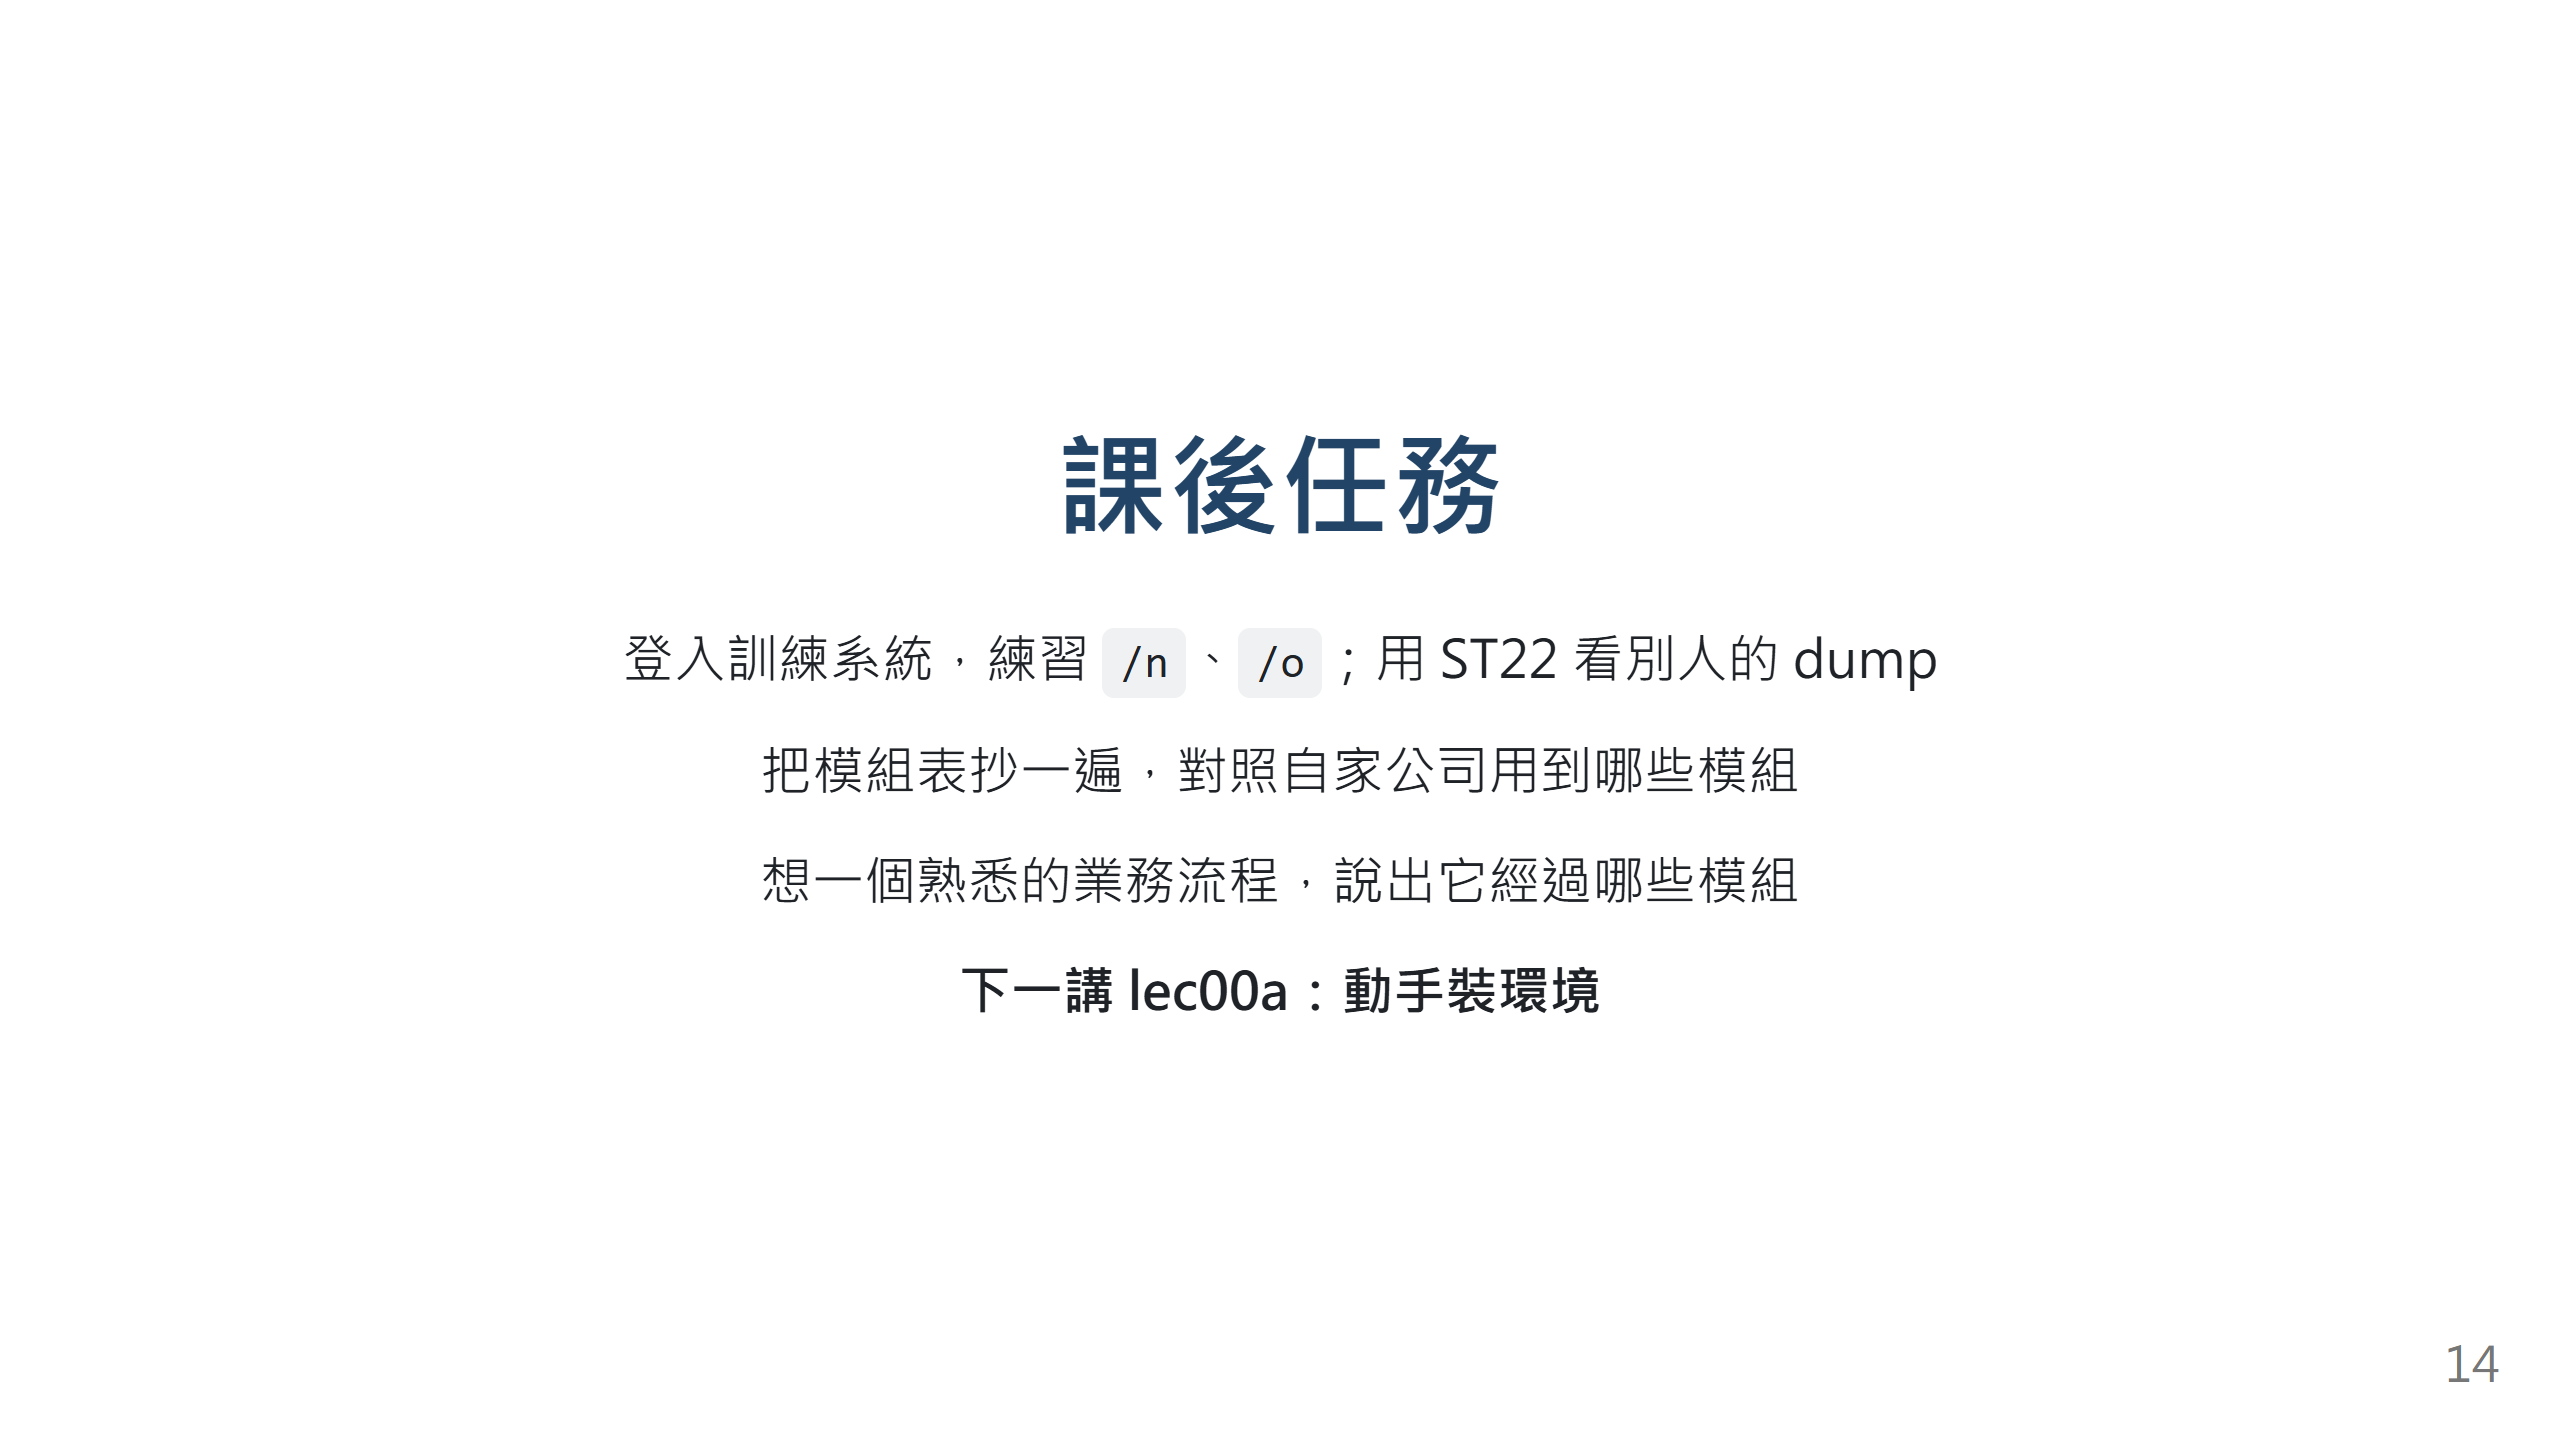 課後任務
登入訓練系統，練習 /n 、 /o ；用 ST22 看別人的 dump
把模組表抄一遍，對照自家公司用到哪些模組
想一個熟悉的業務流程，說出它經過哪些模組
下一講 lec00a：動手裝環境
14